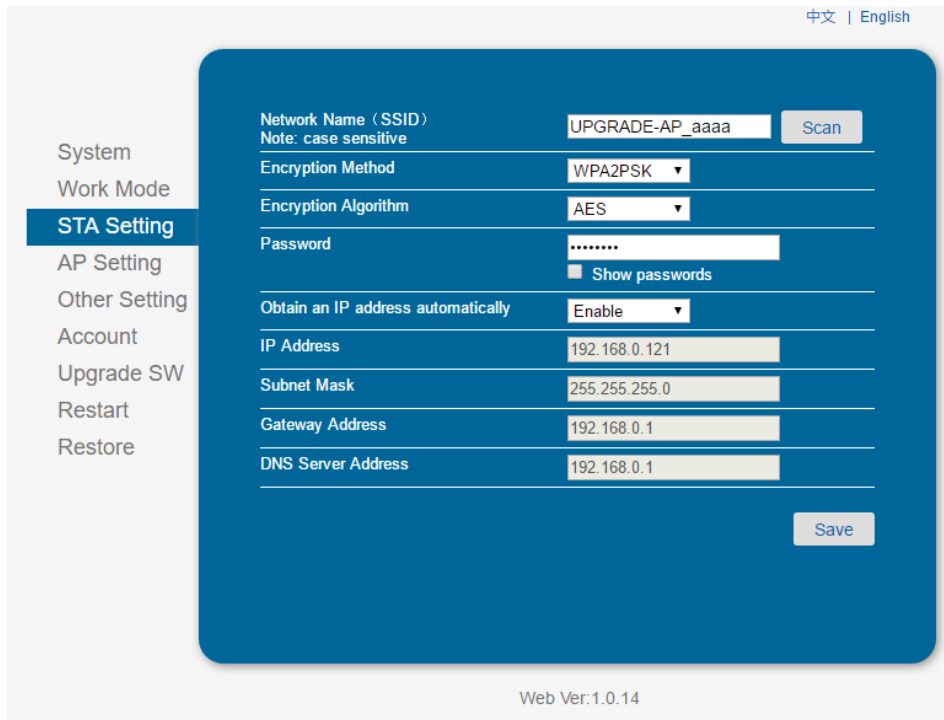 中文 | English
System
Work Mode
STA Setting
AP Setting
Other Setting
Account
Upgrade SW
Restart
Restore
Network Name（SSID）
Note: case sensitive
UPGRADE-AP_aaaa
Scan
Encryption Method
WPA2PSK
Encryption Algorithm
AES
Password
••••••••
Show passwords
Obtain an IP address automatically
Enable
IP Address
192.168.0.121
Subnet Mask
255.255.255.0
Gateway Address
192.168.0.1
DNS Server Address
192.168.0.1
Save
Web Ver:1.0.14